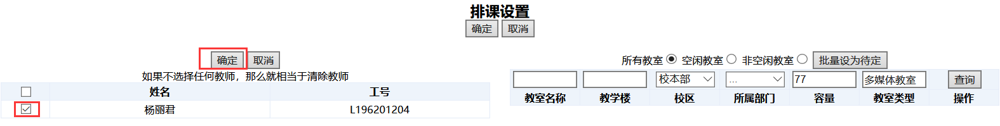 排课设置
确定 取消
确定 取消
如果不选择任何教师，那么就相当于清除教师
姓名 工号
杨丽君 L196201204
所有教室 空闲教室 非空闲教室 批量设为待定
校本部 ... 77 多媒体教室 查询
教室名称 教学楼 校区 所属部门 容量 教室类型 操作